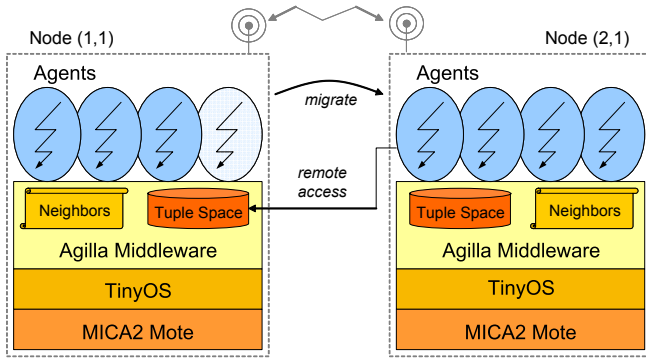 Node (1,1)
Node (2,1)
Agents
migrate
Agents
remote
access
Neighbors
Tuple Space
Tuple Space
Neighbors
Agilla Middleware
Agilla Middleware
TinyOS
TinyOS
MICA2 Mote
MICA2 Mote